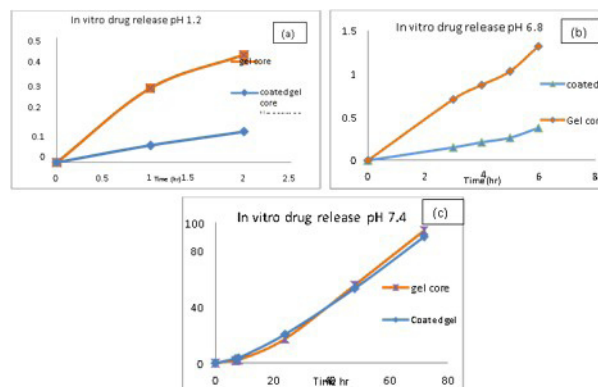 In vitro drug release pH 1.2
(a)
0.5
0.4
0.3
0.2
0.1
0
gel core
coated gel
core
0 0.5 1 1.5 2 2.5
Time (hr)
In vitro drug release pH 6.8
(b)
1.5
1
0.5
0
coated
Gel cor
0 2 4 6 8
Time (hr)
In vitro drug release pH 7.4
(c)
100
80
40
0
gel core
Coated gel
0 20 40 60 80
Time hr